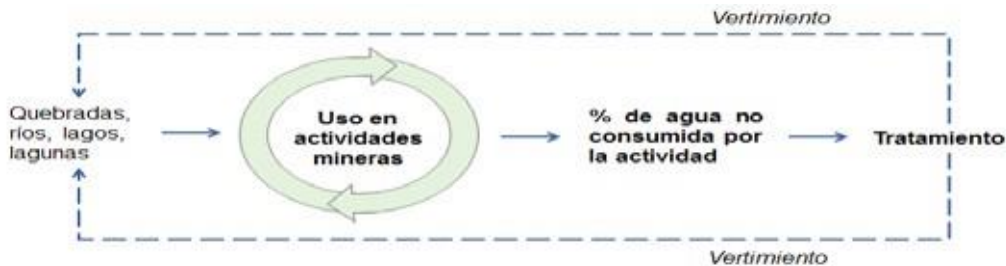 Vertimiento
Quebradas,
ríos, lagos,
lagunas
Uso en
actividades
mineras
% de agua no
consumida por
la actividad
Tratamiento
Vertimiento